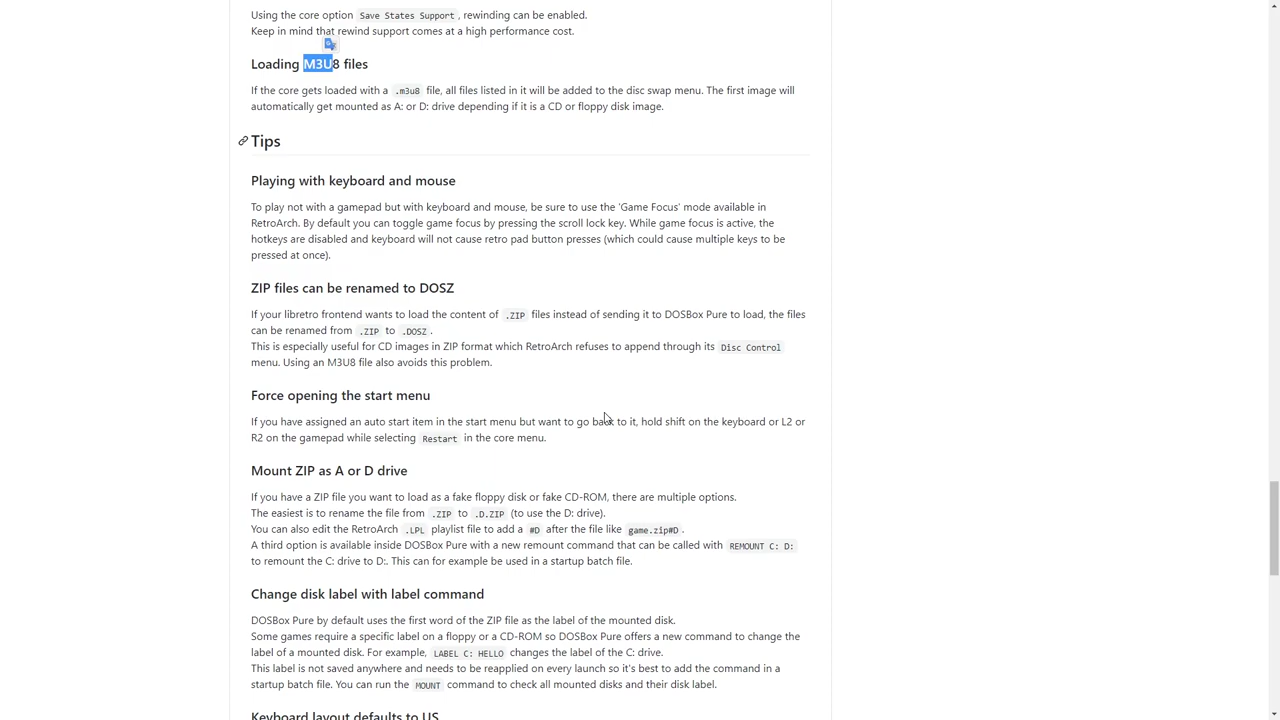 Using the core option Save States Support, rewinding can be enabled.
Keep in mind that rewind support comes at a high performance cost.
Loading M3U8 files
If the core gets loaded with a .m3u8 file, all files listed in it will be added to the disc swap menu. The first image will
automatically get mounted as A: or D: drive depending if it is a CD or floppy disk image.
Tips
Playing with keyboard and mouse
To play not with a gamepad but with keyboard and mouse, be sure to use the 'Game Focus' mode available in
RetroArch. By default you can toggle game focus by pressing the scroll lock key. While game focus is active, the
hotkeys are disabled and keyboard will not cause retro pad button presses (which could cause multiple keys to be
pressed at once).
ZIP files can be renamed to DOSZ
If your libretro frontend wants to load the content of .ZIP files instead of sending it to DOSBox Pure to load, the files
can be renamed from .ZIP to .DOSZ.
This is especially useful for CD images in ZIP format which RetroArch refuses to append through its Disc Control
menu. Using an M3U8 file also avoids this problem.
Force opening the start menu
If you have assigned an auto start item in the start menu but want to go back to it, hold shift on the keyboard or L2 or
R2 on the gamepad while selecting Restart in the core menu.
Mount ZIP as A or D drive
If you have a ZIP file you want to load as a fake floppy disk or fake CD-ROM, there are multiple options.
The easiest is to rename the file from .ZIP to .D.ZIP (to use the D: drive).
You can also edit the RetroArch .LPL playlist file to add a #D after the file like game.zip#D.
A third option is available inside DOSBox Pure with a new remount command that can be called with REMOUNT C: D:
to remount the C: drive to D:. This can for example be used in a startup batch file.
Change disk label with label command
DOSBox Pure by default uses the first word of the ZIP file as the label of the mounted disk.
Some games require a specific label on a floppy or a CD-ROM so DOSBox Pure offers a new command to change the
label of a mounted disk. For example, LABEL C: HELLO changes the label of the C: drive.
This label is not saved anywhere and needs to be reapplied on every launch so it's best to add the command in a
startup batch file. You can run the MOUNT command to check all mounted disks and their disk label.
Keyboard layout defaults to US